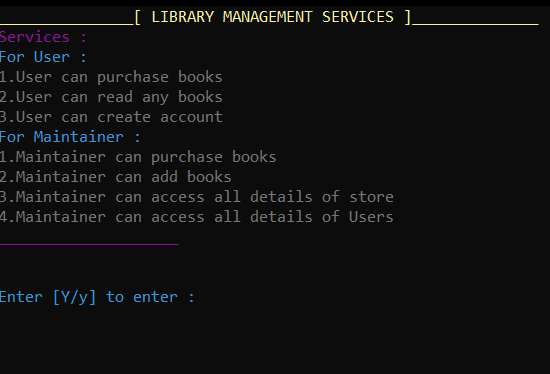 _______________[ LIBRARY MANAGEMENT SERVICES ]______________
Services :
For User :
1.User can purchase books
2.User can read any books
3.User can create account
For Maintainer :
1.Maintainer can purchase books
2.Maintainer can add books
3.Maintainer can access all details of store
4.Maintainer can access all details of Users
____________________
Enter [Y/y] to enter :